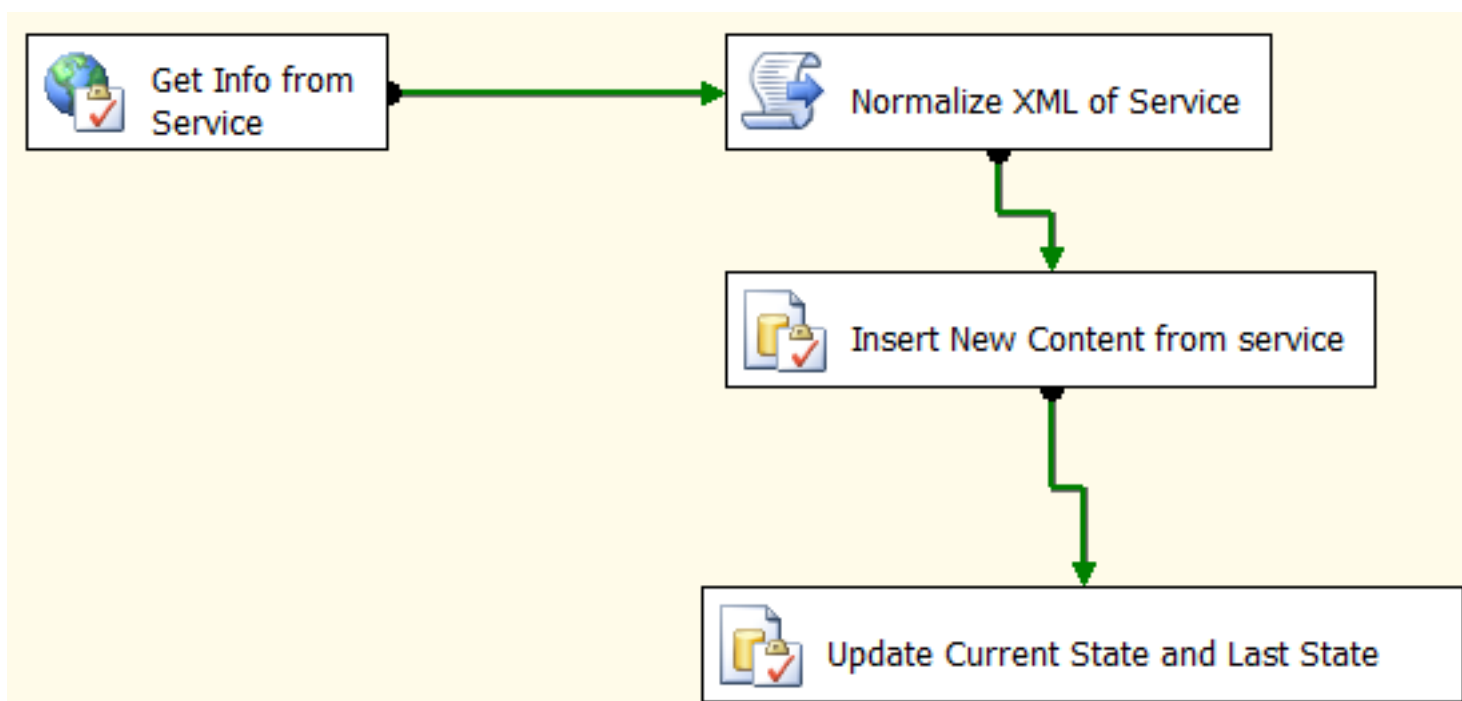 Get Info from
Service
Normalize XML of Service
Insert New Content from service
Update Current State and Last State